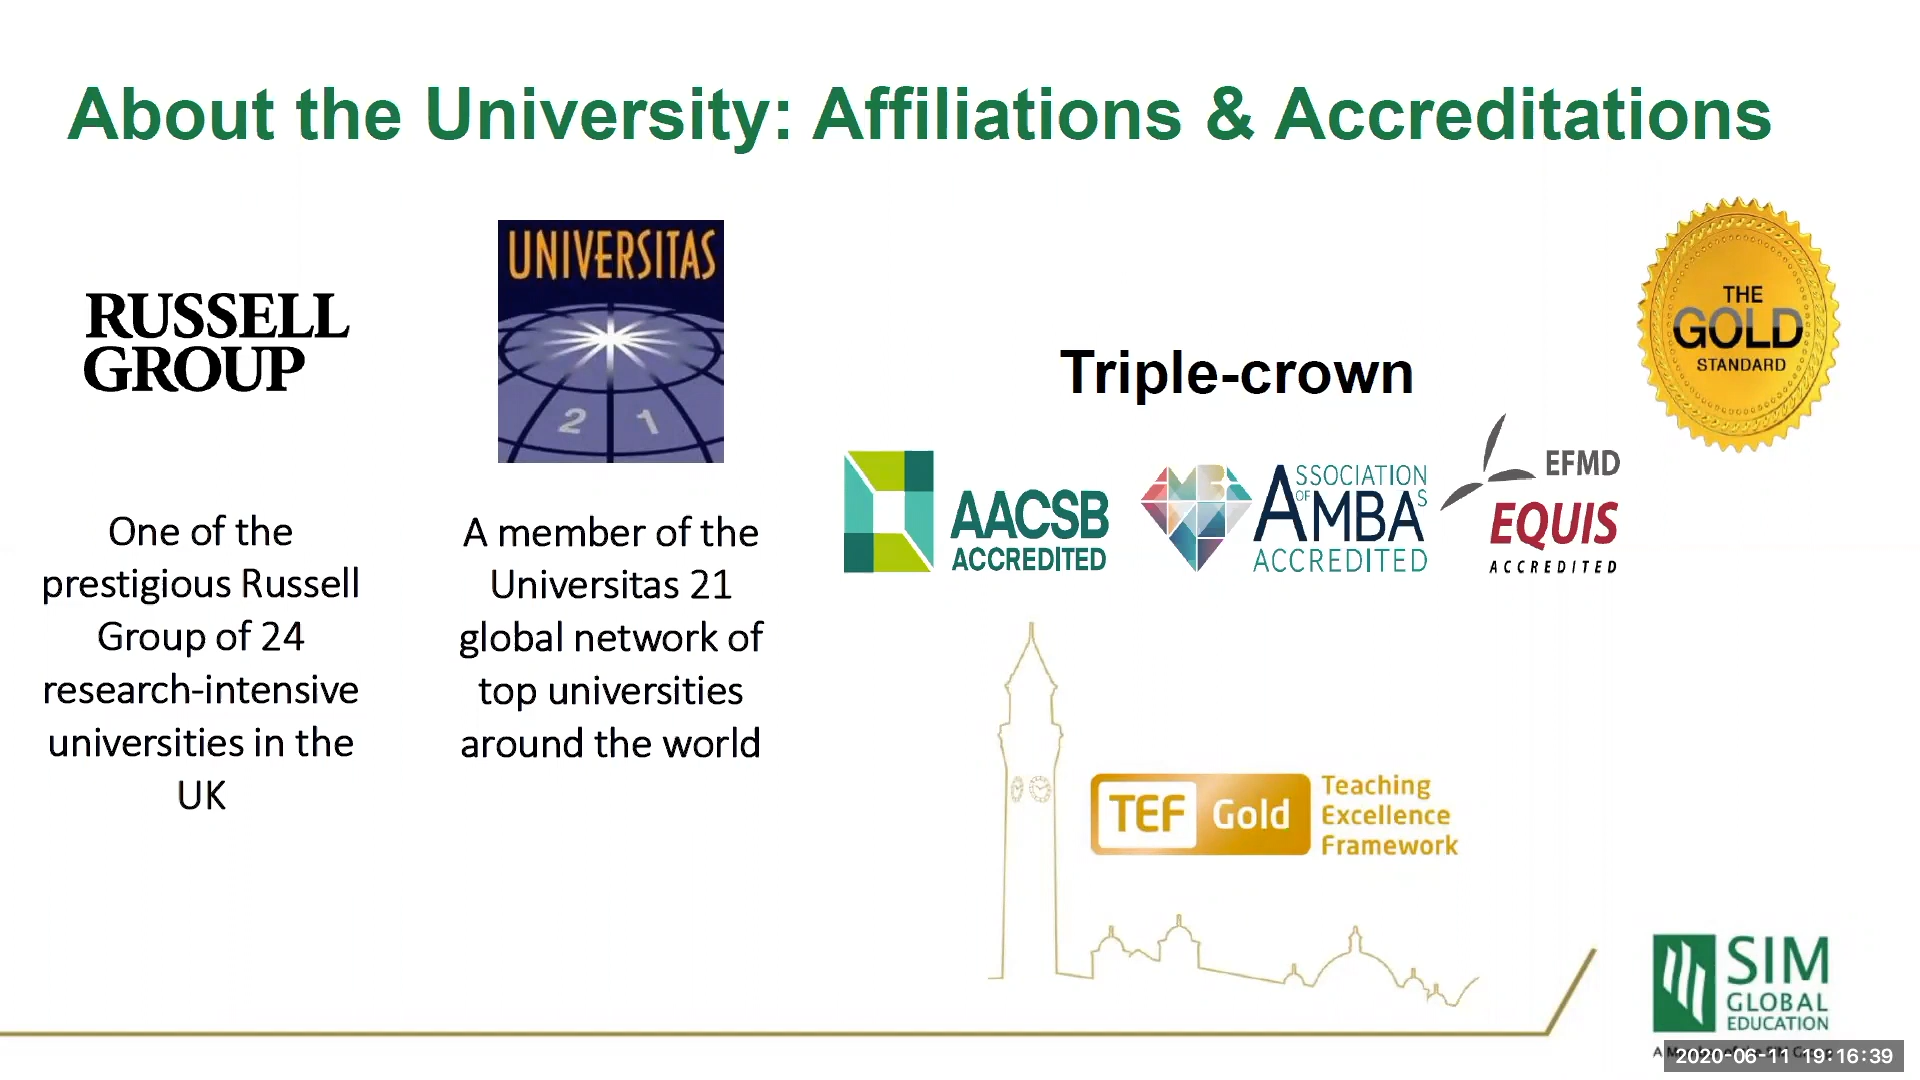 About the University: Affiliations & Accreditations
RUSSELL
GROUP
One of the
prestigious Russell
Group of 24
research-intensive
universities in the
UK
UNIVERSITAS
2 1
A member of the
Universitas 21
global network of
top universities
around the world
Triple-crown
AACSB
ACCREDITED
ASSOCIATION
OF
AMBAS
ACCREDITED
EFMD
EQUIS
ACCREDITED
THE
GOLD
STANDARD
TEF Gold
Teaching
Excellence
Framework
SIM
GLOBAL
EDUCATION
2020-06-11 19:16:39